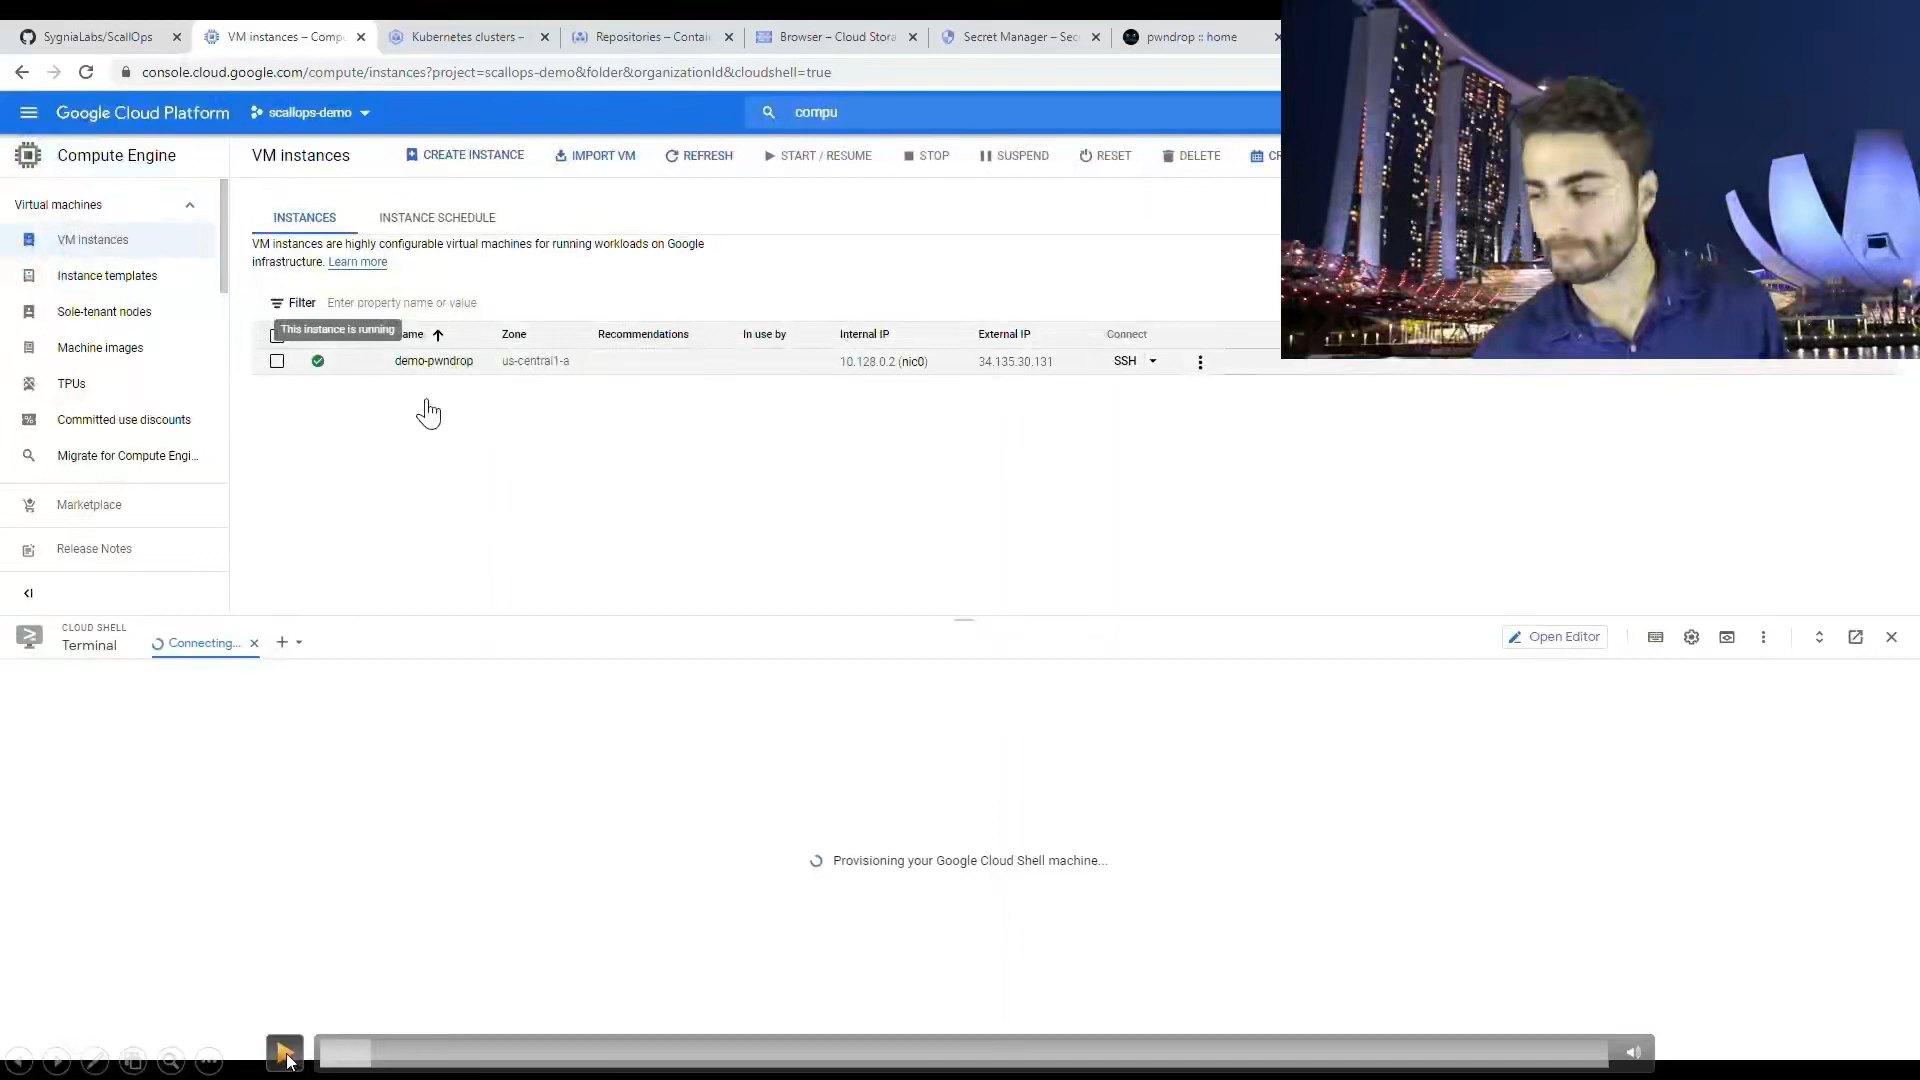 SygniaLabs/ScallOps
VM instances – Compu
Kubernetes clusters –
Repositories – Contai
Browser – Cloud Stora
Secret Manager – Sec
pwndrop :: home
console.cloud.google.com/compute/instances?project=scallops-demo&folder&organizationId&cloudshell=true
Google Cloud Platform
scallops-demo
compu
Compute Engine
VM instances
CREATE INSTANCE
IMPORT VM
REFRESH
START / RESUME
STOP
SUSPEND
RESET
DELETE
CR
Virtual machines
VM instances
Instance templates
Sole-tenant nodes
Machine images
TPUs
Committed use discounts
Migrate for Compute Engi...
Marketplace
Release Notes
INSTANCES
INSTANCE SCHEDULE
VM instances are highly configurable virtual machines for running workloads on Google
infrastructure. Learn more
Filter Enter property name or value
This instance is running
ame
Zone
Recommendations
In use by
Internal IP
External IP
Connect
demo-pwndrop
us-central1-a
10.128.0.2 (nic0)
34.135.30.131
SSH
CLOUD SHELL
Terminal
Connecting...
Open Editor
Provisioning your Google Cloud Shell machine...